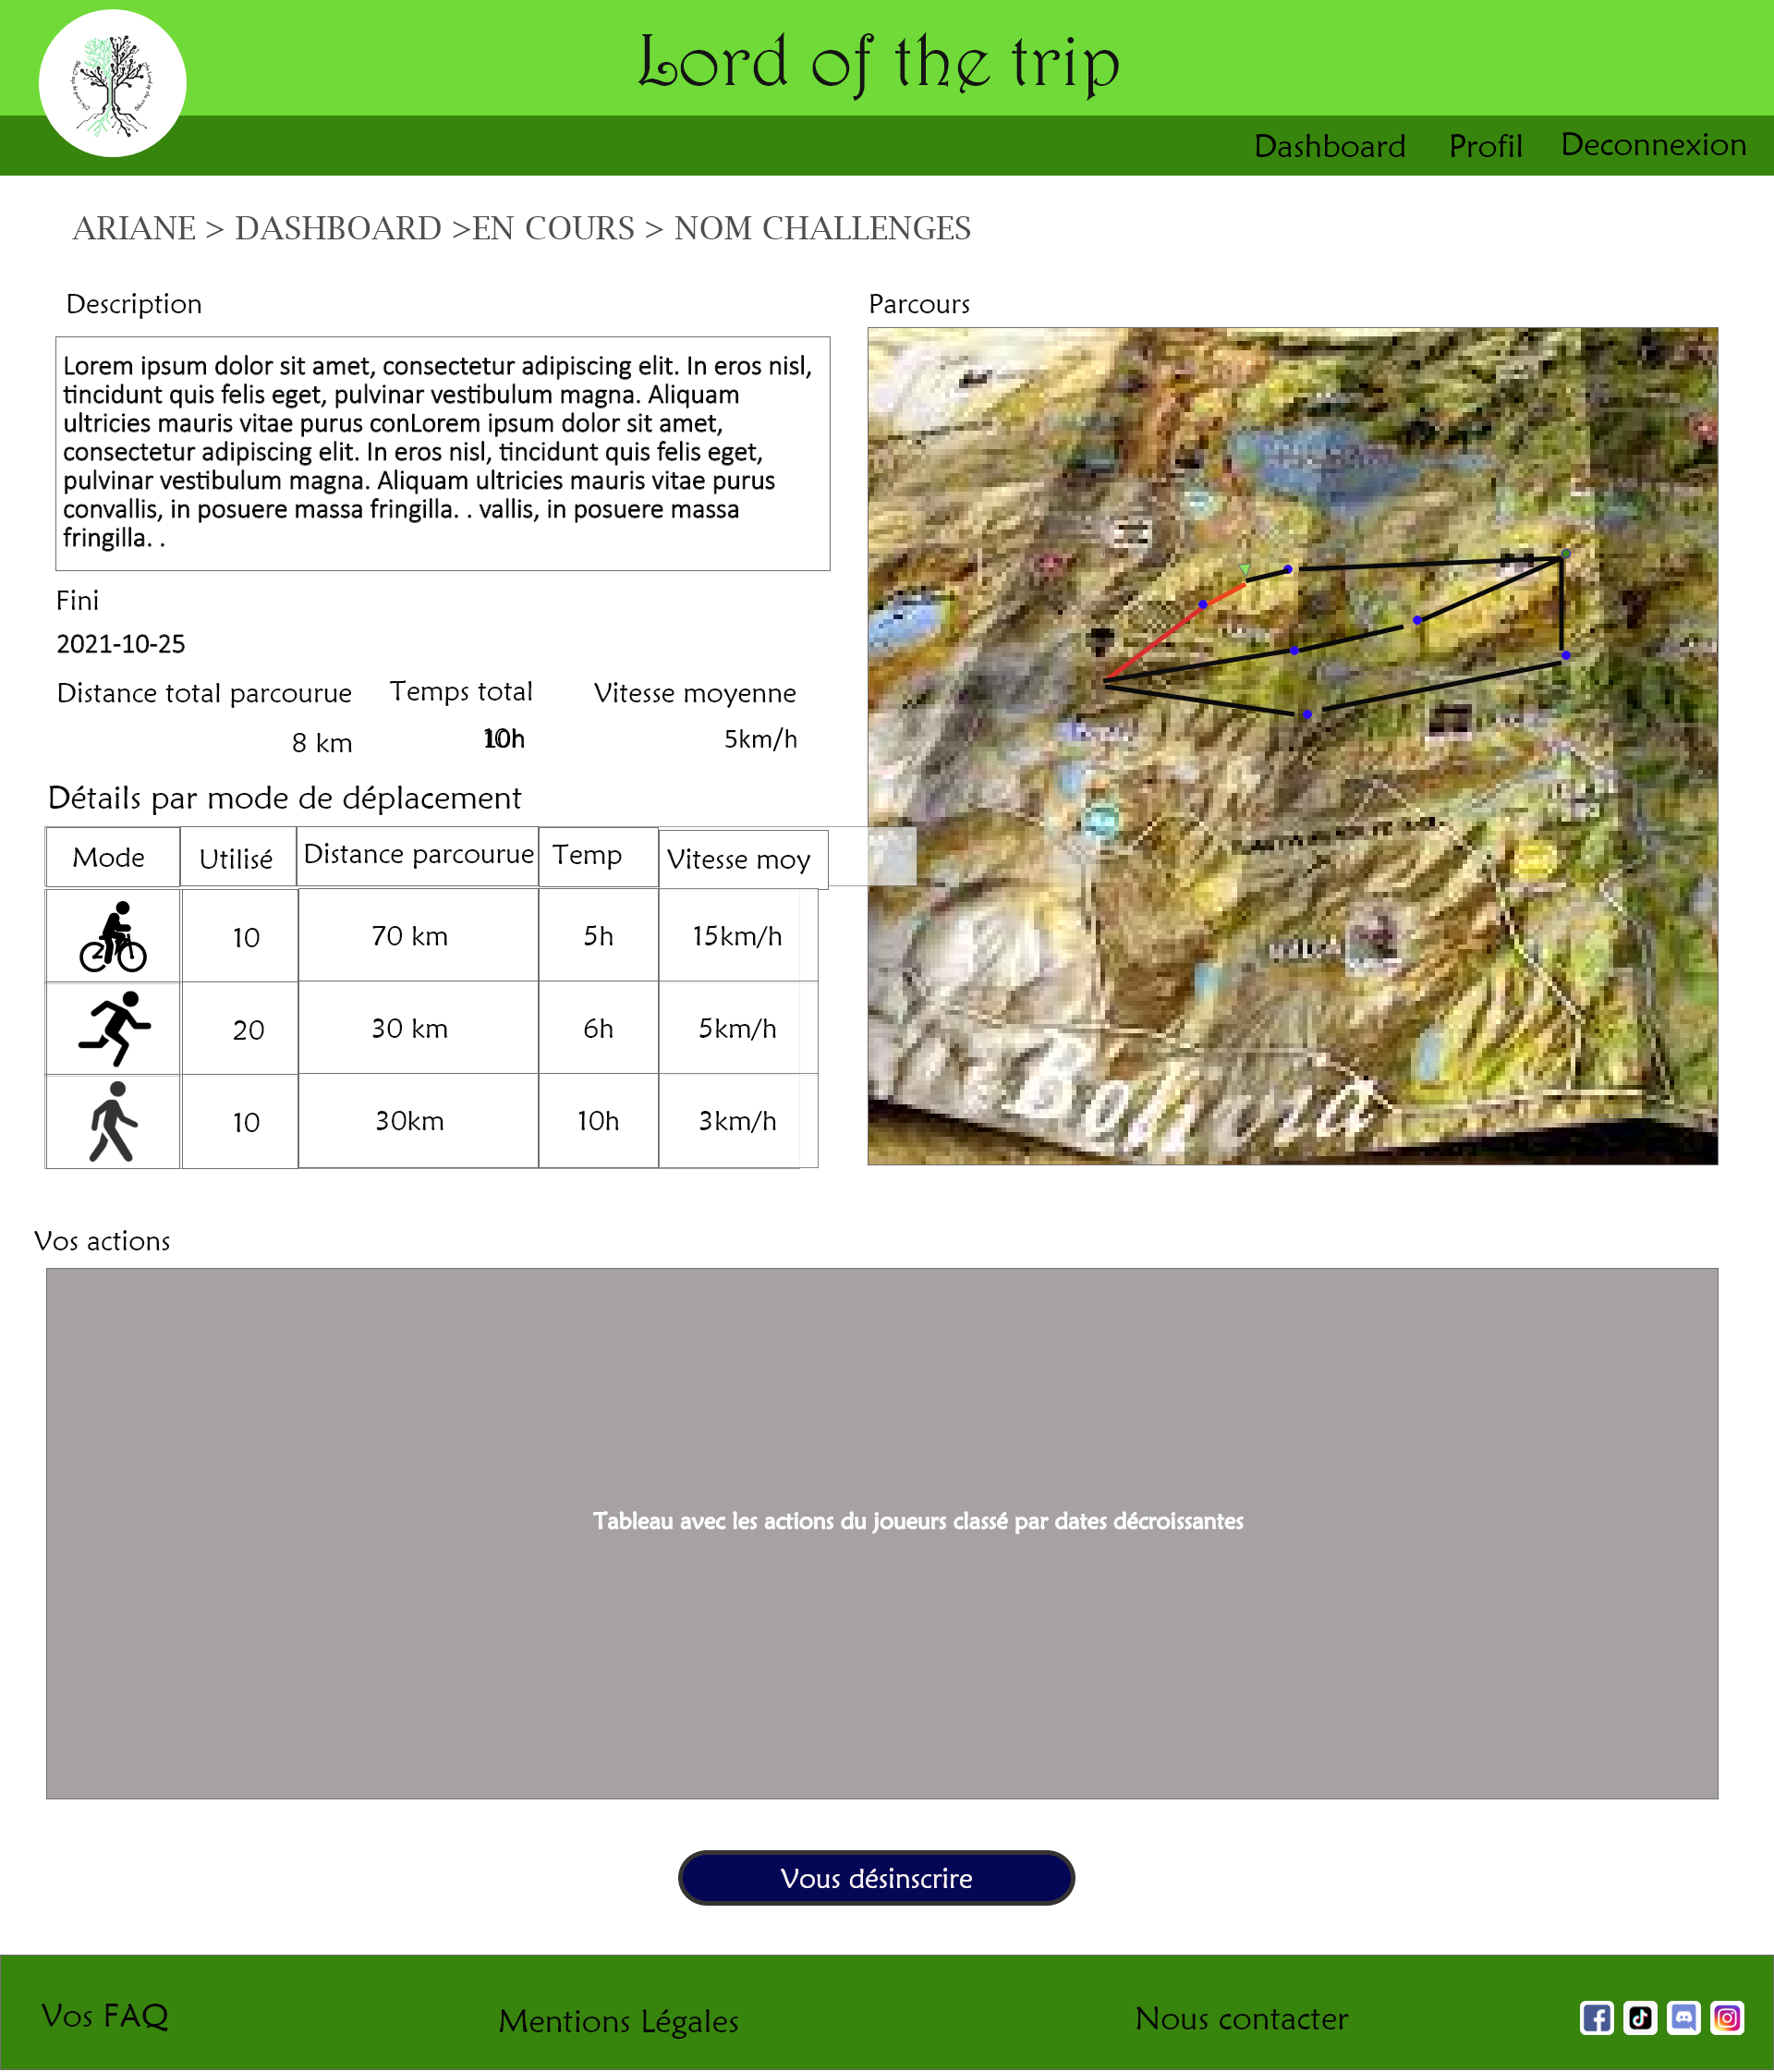 Lord of the trip
Dashboard Profil Deconnexion
ARIANE > DASHBOARD >EN COURS > NOM CHALLENGES
Description
Lorem ipsum dolor sit amet, consectetur adipiscing elit. In eros nisl,
tincidunt quis felis eget, pulvinar vestibulum magna. Aliquam
ultricies mauris vitae purus conLorem ipsum dolor sit amet,
consectetur adipiscing elit. In eros nisl, tincidunt quis felis eget,
pulvinar vestibulum magna. Aliquam ultricies mauris vitae purus
convallis, in posuere massa fringilla. . vallis, in posuere massa
fringilla. .
Fini
2021-10-25
Distance total parcourue Temps total Vitesse moyenne
8 km 10h 5km/h
Détails par mode de déplacement
Mode Utilisé Distance parcourue Temp Vitesse moy
10 70 km 5h 15km/h
20 30 km 6h 5km/h
10 30km 10h 3km/h
Parcours
Vos actions
Tableau avec les actions du joueurs classé par dates décroissantes
Vous désinscrire
Vos FAQ Mentions Légales Nous contacter